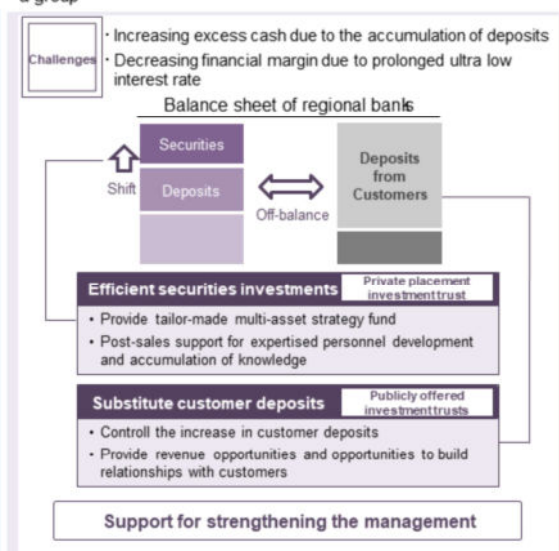 a group
Challenges
· Increasing excess cash due to the accumulation of deposits
· Decreasing financial margin due to prolonged ultra low
interest rate
Balance sheet of regional banks
Securities
Deposits
Shift
Off-balance
Deposits
from
Customers
Efficient securities investments
Private placement
investment trust
• Provide tailor-made multi-asset strategy fund
• Post-sales support for expertised personnel development
and accumulation of knowledge
Substitute customer deposits
Publicly offered
investment trusts
• Controll the increase in customer deposits
• Provide revenue opportunities and opportunities to build
relationships with customers
Support for strengthening the management